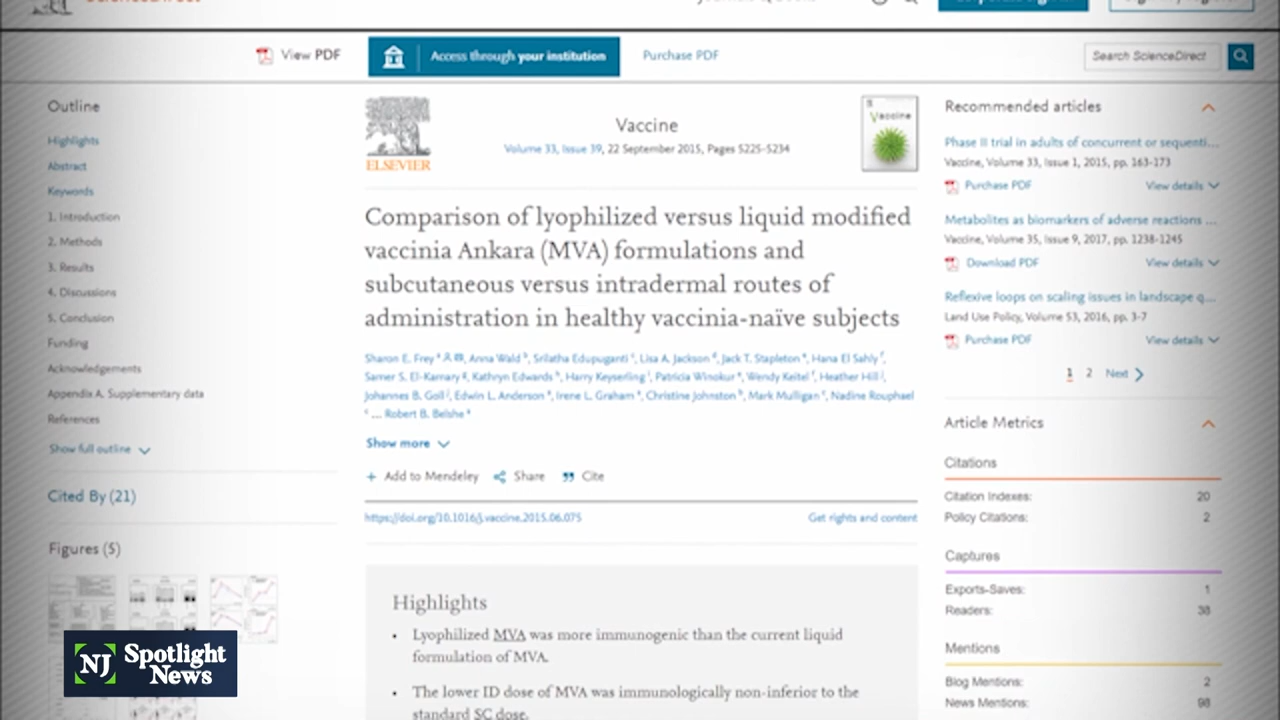 View PDF
Access through your institution
Purchase PDF
Search ScienceDirect
Outline
Highlights
Abstract
Keywords
1. Introduction
2. Methods
3. Results
4. Discussions
5. Conclusion
Funding
Acknowledgements
Appendix A. Supplementary data
References
Show full outline
Cited By (21)
Figures (5)
ELSEVIER
Vaccine
Volume 33, Issue 39, 22 September 2015, Pages 5225-5234
Vaccine
Comparison of lyophilized versus liquid modified
vaccinia Ankara (MVA) formulations and
subcutaneous versus intradermal routes of
administration in healthy vaccinia-naïve subjects
Sharon E. Frey a, Anna Wald b, Srilatha Edupuganti c, Lisa A. Jackson d, Jack T. Stapleton e, Hana El Sahly f,
Samer S. El-Kamary g, Kathryn Edwards h, Harry Keyserling i, Patricia Winokur e, Wendy Keitel f, Heather Hill j,
Johannes B. Goll j, Edwin L. Anderson a, Irene L. Graham a, Christine Johnston b, Mark Mulligan c, Nadine Rouphael
c ... Robert B. Belshe a
Show more
+ Add to Mendeley Share Cite
https://doi.org/10.1016/j.vaccine.2015.06.075
Get rights and content
Highlights
• Lyophilized MVA was more immunogenic than the current liquid
formulation of MVA.
• The lower ID dose of MVA was immunologically non-inferior to the
standard SC dose.
Recommended articles
Phase II trial in adults of concurrent or sequenti...
Vaccine, Volume 33, Issue 1, 2015, pp. 163-173
Purchase PDF View details
Metabolites as biomarkers of adverse reactions ...
Vaccine, Volume 35, Issue 9, 2017, pp. 1238-1245
Download PDF View details
Reflexive loops on scaling issues in landscape q...
Land Use Policy, Volume 53, 2016, pp. 3-7
Purchase PDF View details
1 2 Next
Article Metrics
Citations
Citation Indexes: 20
Policy Citations: 2
Captures
Exports-Saves: 1
Readers: 38
Mentions
Blog Mentions: 2
News Mentions: 98
NJ Spotlight
News